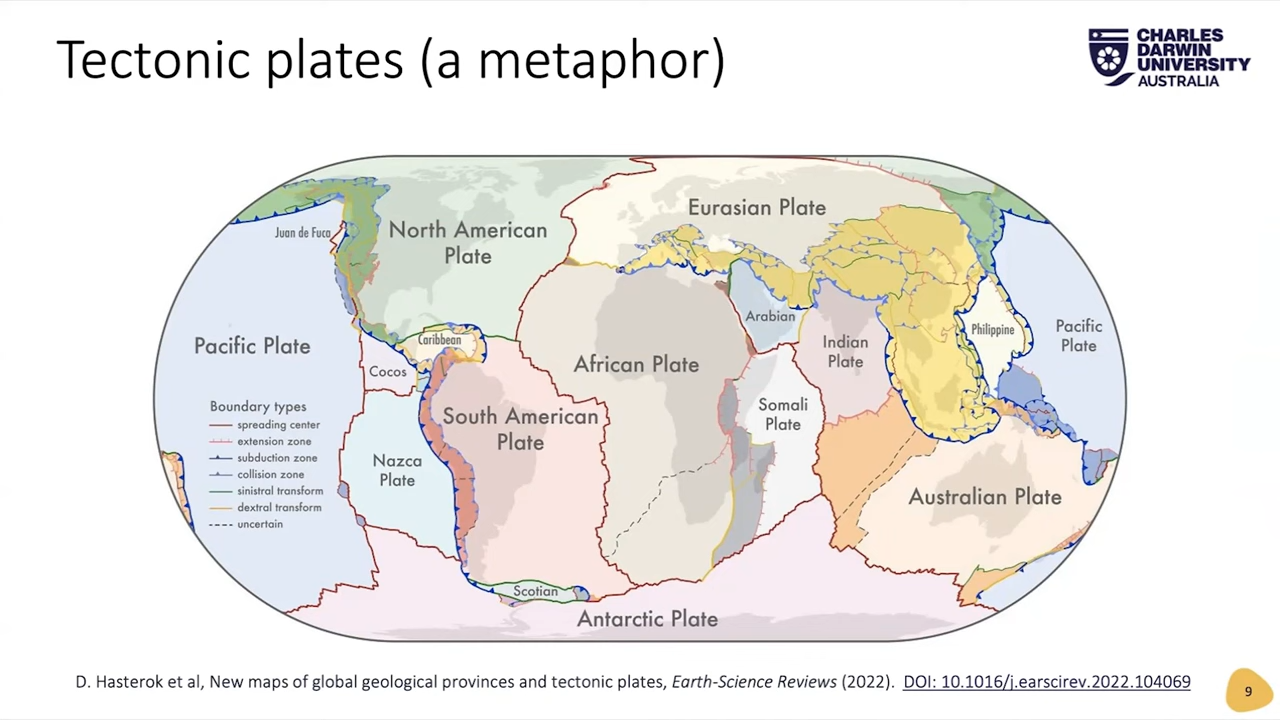 Tectonic plates (a metaphor)
CHARLES
DARWIN
UNIVERSITY
AUSTRALIA
Juan de Fuca
North American
Plate
Eurasian Plate
Pacific Plate
Caribbean
Cocos
African Plate
Arabian
Indian
Plate
Philippine
Pacific
Plate
Boundary types
spreading center
extension zone
subduction zone
collision zone
sinistral transform
dextral transform
uncertain
Nazca
Plate
South American
Plate
Somali
Plate
Australian Plate
Scotian
Antarctic Plate
D. Hasterok et al, New maps of global geological provinces and tectonic plates, Earth-Science Reviews (2022). DOI: 10.1016/j.earscirev.2022.104069
9